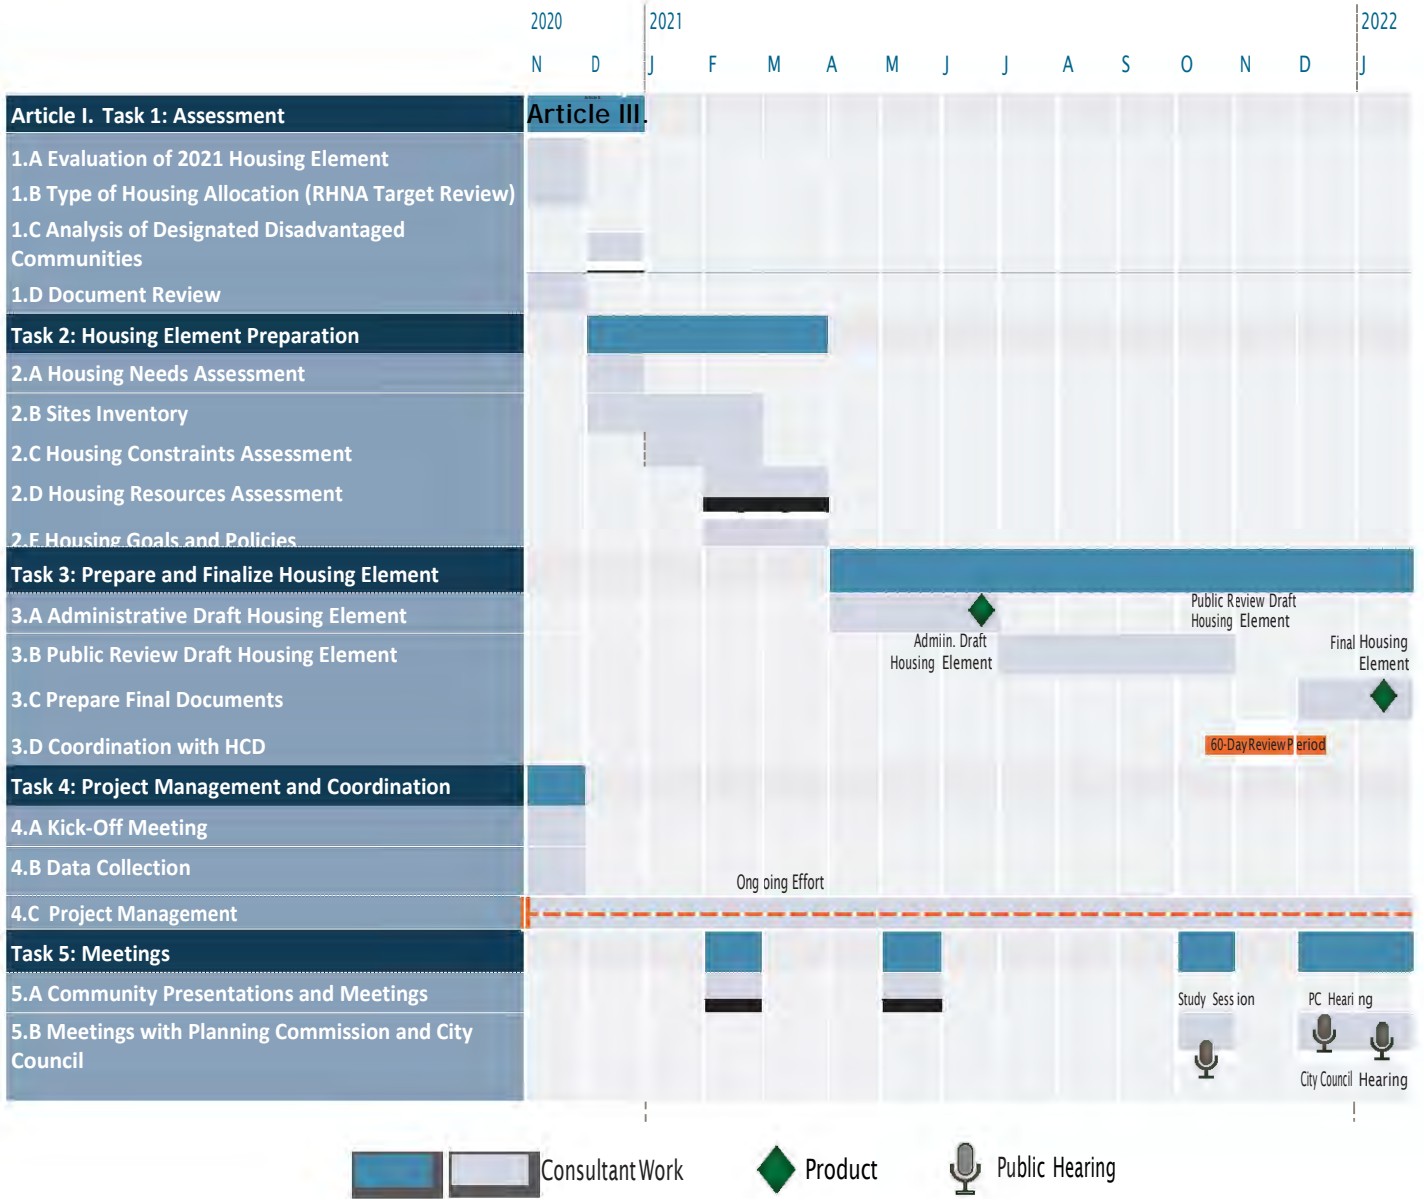 2020 2021 2022
N D J F M A M J J A S O N D J
Article I. Task 1: Assessment
Article III.
1.A Evaluation of 2021 Housing Element
1.B Type of Housing Allocation (RHNA Target Review)
1.C Analysis of Designated Disadvantaged
Communities
1.D Document Review
Task 2: Housing Element Preparation
2.A Housing Needs Assessment
2.B Sites Inventory
2.C Housing Constraints Assessment
2.D Housing Resources Assessment
2.E Housing Goals and Policies
Task 3: Prepare and Finalize Housing Element
3.A Administrative Draft Housing Element
Public Review Draft
Housing Element
Admiin. Draft
Housing Element
3.B Public Review Draft Housing Element
Final Housing
Element
3.C Prepare Final Documents
3.D Coordination with HCD
60-Day Review Period
Task 4: Project Management and Coordination
4.A Kick-Off Meeting
4.B Data Collection
Ongoing Effort
4.C Project Management
Task 5: Meetings
5.A Community Presentations and Meetings
Study Session
PC Hearing
5.B Meetings with Planning Commission and City
Council
City Council Hearing
Consultant Work
Product
Public Hearing